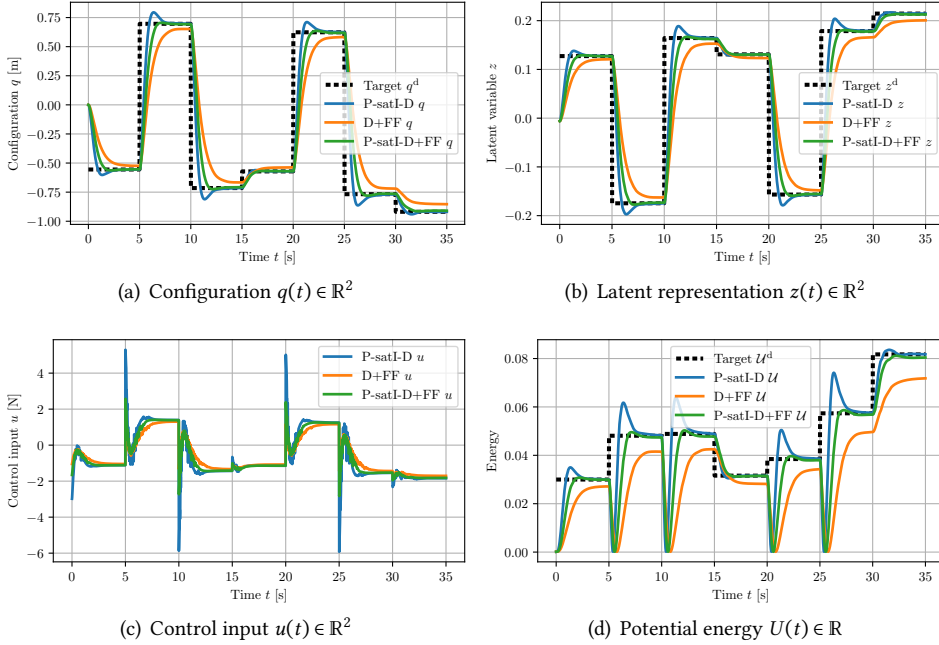 0.75
0.50
0.25
0.00
−0.25
−0.50
−0.75
−1.00
Configuration q [m]
Target qᵈ
P-satI-D q
D+FF q
P-satI-D+FF q
0 5 10 15 20 25 30 35
Time t [s]
(a) Configuration q(t) ∈ ℝ²
0.2
0.1
0.0
−0.1
−0.2
Latent variable z
Target zᵈ
P-satI-D z
D+FF z
P-satI-D+FF z
0 5 10 15 20 25 30 35
Time t [s]
(b) Latent representation z(t) ∈ ℝ²
4
2
0
−2
−4
−6
Control input u [N]
P-satI-D u
D+FF u
P-satI-D+FF u
0 5 10 15 20 25 30 35
Time t [s]
(c) Control input u(t) ∈ ℝ²
0.08
0.06
0.04
0.02
0.00
Energy
Target 𝒰ᵈ
P-satI-D 𝒰
D+FF 𝒰
P-satI-D+FF 𝒰
0 5 10 15 20 25 30 35
Time t [s]
(d) Potential energy U(t) ∈ ℝ